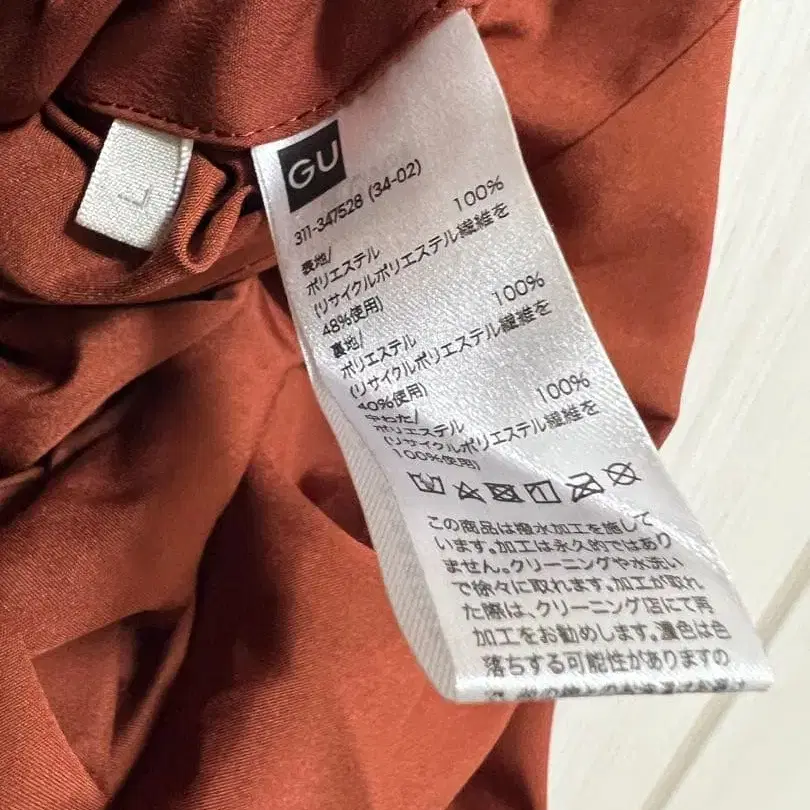 L
GU
311-347528 (34-02)
表地/
ポリエステル 100%
(リサイクルポリエステル繊維を
48%使用)
裏地/
ポリエステル 100%
(リサイクルポリエステル繊維を
40%使用)
中わた/
ポリエステル 100%
(リサイクルポリエステル繊維を
100%使用)
この商品は撥水加工を施して
います。加工は永久的ではあり
ません。クリーニングや水洗い
で徐々に取れます。加工が取れ
た際は、クリーニング店にて再
加工をお勧めします。濃色は色
落ちする可能性がありますの